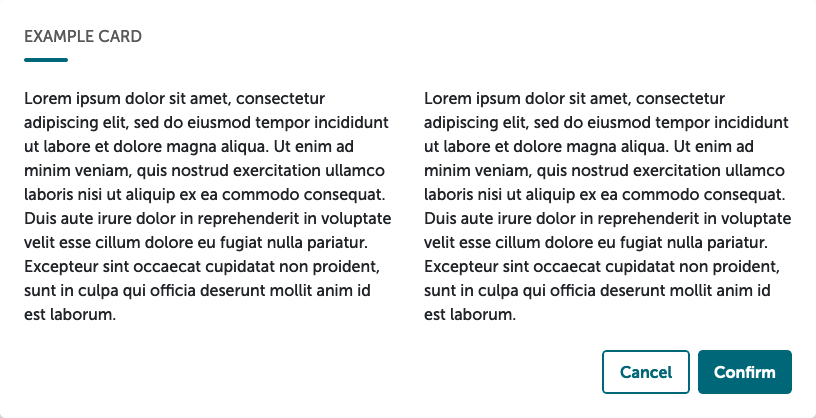 EXAMPLE CARD
Lorem ipsum dolor sit amet, consectetur
adipiscing elit, sed do eiusmod tempor incididunt
ut labore et dolore magna aliqua. Ut enim ad
minim veniam, quis nostrud exercitation ullamco
laboris nisi ut aliquip ex ea commodo consequat.
Duis aute irure dolor in reprehenderit in voluptate
velit esse cillum dolore eu fugiat nulla pariatur.
Excepteur sint occaecat cupidatat non proident,
sunt in culpa qui officia deserunt mollit anim id
est laborum.
Lorem ipsum dolor sit amet, consectetur
adipiscing elit, sed do eiusmod tempor incididunt
ut labore et dolore magna aliqua. Ut enim ad
minim veniam, quis nostrud exercitation ullamco
laboris nisi ut aliquip ex ea commodo consequat.
Duis aute irure dolor in reprehenderit in voluptate
velit esse cillum dolore eu fugiat nulla pariatur.
Excepteur sint occaecat cupidatat non proident,
sunt in culpa qui officia deserunt mollit anim id
est laborum.
Cancel
Confirm